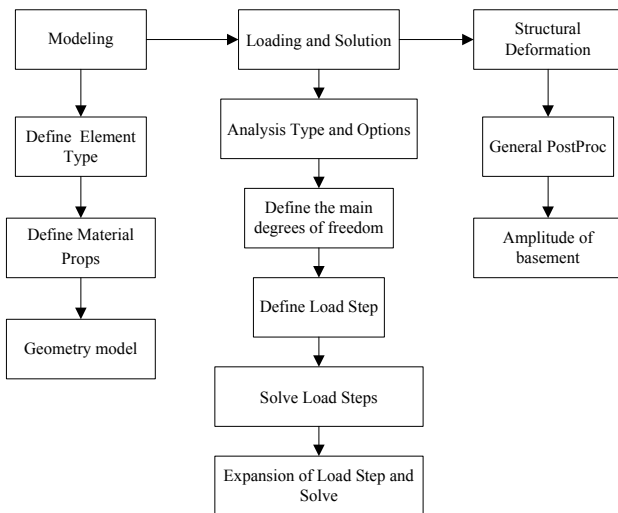 Modeling
Loading and Solution
Structural
Deformation
Define Element
Type
Analysis Type and Options
General PostProc
Define Material
Props
Define the main
degrees of freedom
Amplitude of
basement
Geometry model
Define Load Step
Solve Load Steps
Expansion of Load Step and
Solve